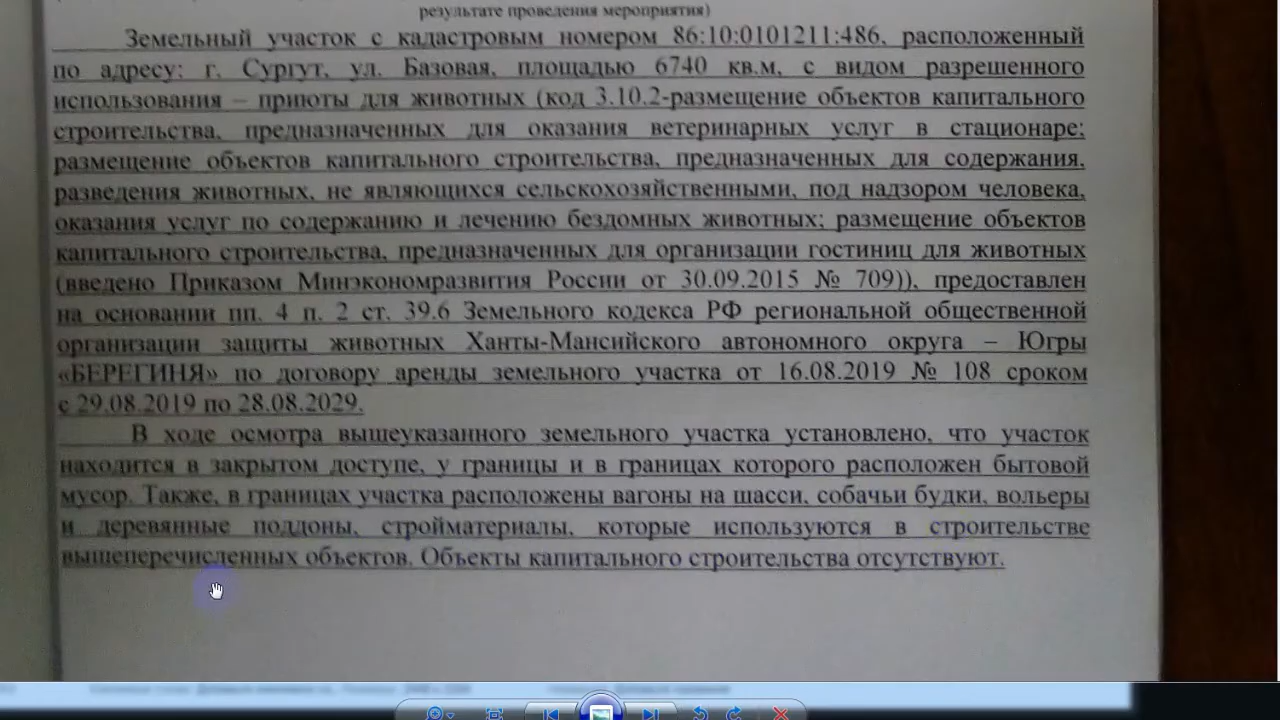 результате проведения мероприятия)
Земельный участок с кадастровым номером 86:10:0101211:486, расположенный
по адресу: г. Сургут, ул. Базовая, площадью 6740 кв.м, с видом разрешенного
использования – приюты для животных (код 3.10.2-размещение объектов капитального
строительства, предназначенных для оказания ветеринарных услуг в стационаре;
размещение объектов капитального строительства, предназначенных для содержания,
разведения животных, не являющихся сельскохозяйственными, под надзором человека,
оказания услуг по содержанию и лечению бездомных животных; размещение объектов
капитального строительства, предназначенных для организации гостиниц для животных
(введено Приказом Минэкономразвития России от 30.09.2015 № 709)), предоставлен
на основании пп. 4 п. 2 ст. 39.6 Земельного кодекса РФ региональной общественной
организации защиты животных Ханты-Мансийского автономного округа – Югры
«БЕРЕГИНЯ» по договору аренды земельного участка от 16.08.2019 № 108 сроком
с 29.08.2019 по 28.08.2029.
В ходе осмотра вышеуказанного земельного участка установлено, что участок
находится в закрытом доступе, у границы и в границах которого расположен бытовой
мусор. Также, в границах участка расположены вагоны на шасси, собачьи будки, вольеры
и деревянные поддоны, стройматериалы, которые используются в строительстве
вышеперечисленных объектов. Объекты капитального строительства отсутствуют.